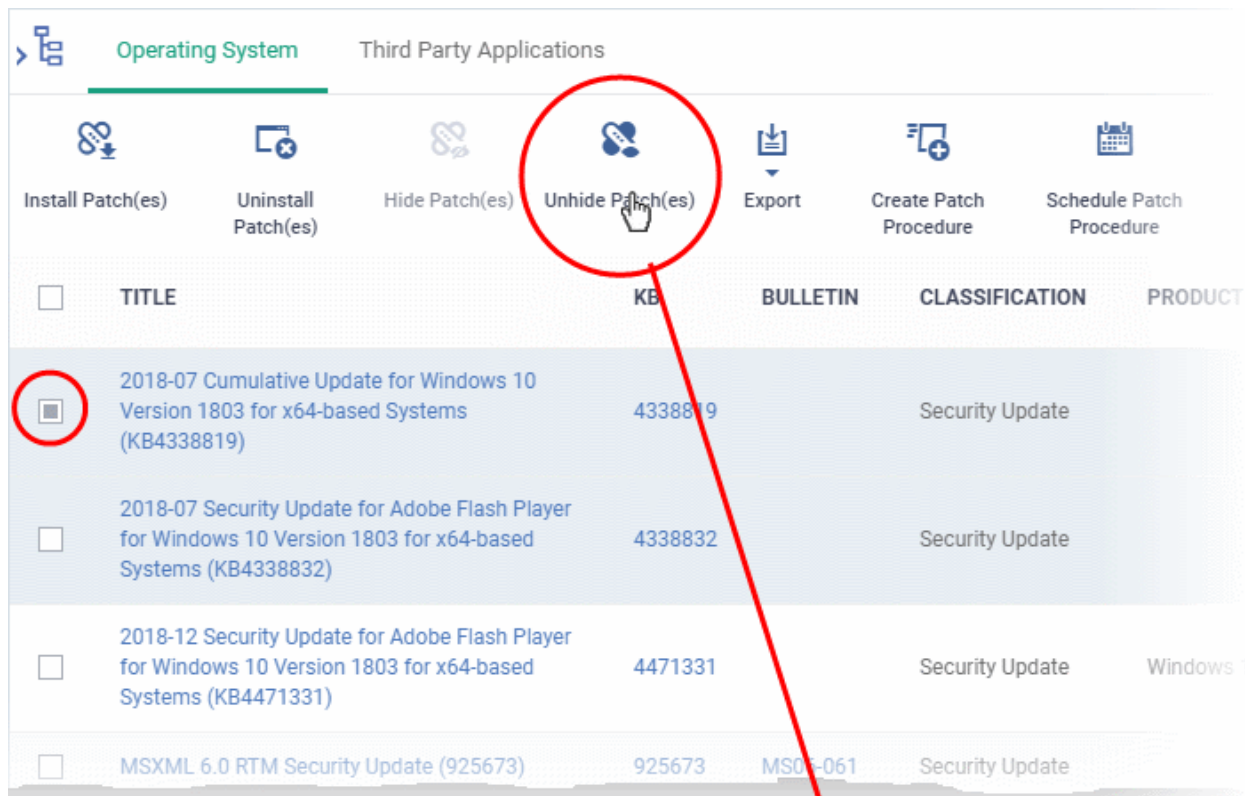 Operating System Third Party Applications
Install Patch(es) Uninstall Patch(es) Hide Patch(es) Unhide Patch(es) Export Create Patch Procedure Schedule Patch Procedure
TITLE KB BULLETIN CLASSIFICATION PRODUCT
2018-07 Cumulative Update for Windows 10
Version 1803 for x64-based Systems 4338819 Security Update
(KB4338819)
2018-07 Security Update for Adobe Flash Player
for Windows 10 Version 1803 for x64-based 4338832 Security Update
Systems (KB4338832)
2018-12 Security Update for Adobe Flash Player
for Windows 10 Version 1803 for x64-based 4471331 Security Update Windows
Systems (KB4471331)
MSXML 6.0 RTM Security Update (925673) 925673 MS06-061 Security Update